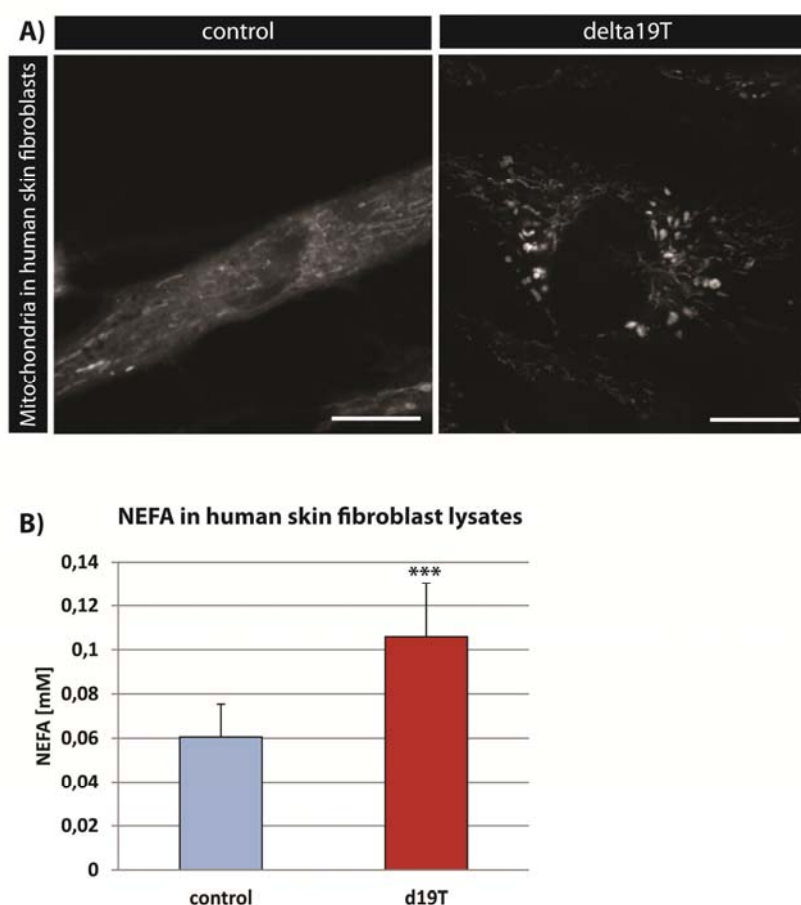 A)
control
delta19T
Mitochondria in human skin fibroblasts
B)
NEFA in human skin fibroblast lysates
NEFA [mM]
0,14
0,12
0,1
0,08
0,06
0,04
0,02
0
***
control
d19T